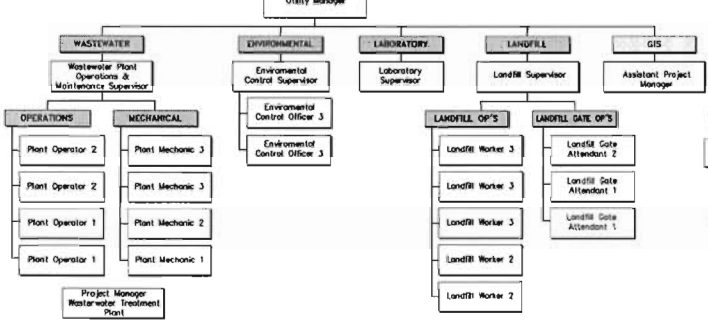 Utility Manager
WASTEWATER
ENVIRONMENTAL
LABORATORY
LANDFILL
GIS
Wastewater Plant
Operations &
Maintenance Supervisor
Enviromental
Control Supervisor
Laboratory
Supervisor
Landfill Supervisor
Assistant Project
Manager
OPERATIONS
MECHANICAL
Enviromental
Control Officer 3
Enviromental
Control Officer 3
LANDFILL OP'S
LANDFILL GATE OP'S
Plant Operator 2
Plant Operator 2
Plant Operator 1
Plant Operator 1
Plant Mechanic 3
Plant Mechanic 3
Plant Mechanic 2
Plant Mechanic 1
Landfill Worker 3
Landfill Worker 3
Landfill Worker 3
Landfill Worker 2
Landfill Worker 2
Landfill Gate
Attendant 2
Landfill Gate
Attendant 1
Landfill Gate
Attendant 1
Project Manager
Wasterwater Treatment
Plant